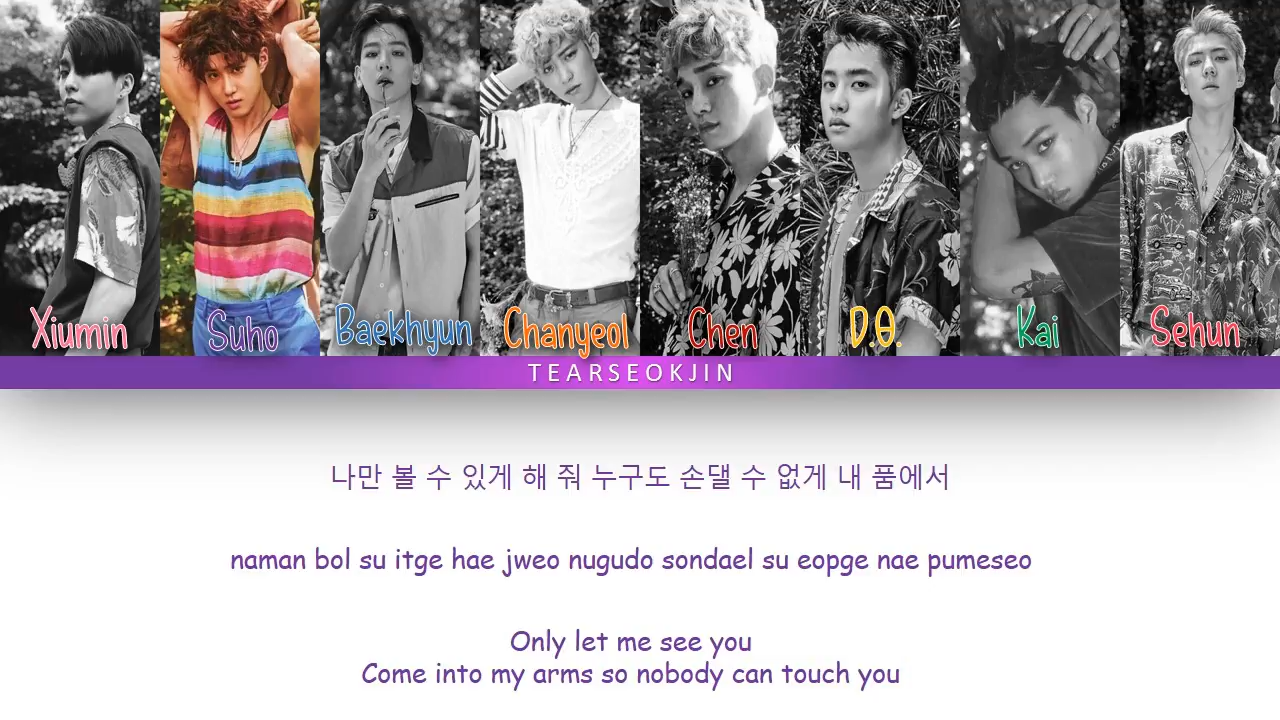 Xiumin Suho Baekhyun Chanyeol Chen D.O. Kai Sehun
TEARSEOKJIN
나만 볼 수 있게 해 줘 누구도 손댈 수 없게 내 품에서
naman bol su itge hae jweo nugudo sondael su eopge nae pumeseo
Only let me see you
Come into my arms so nobody can touch you